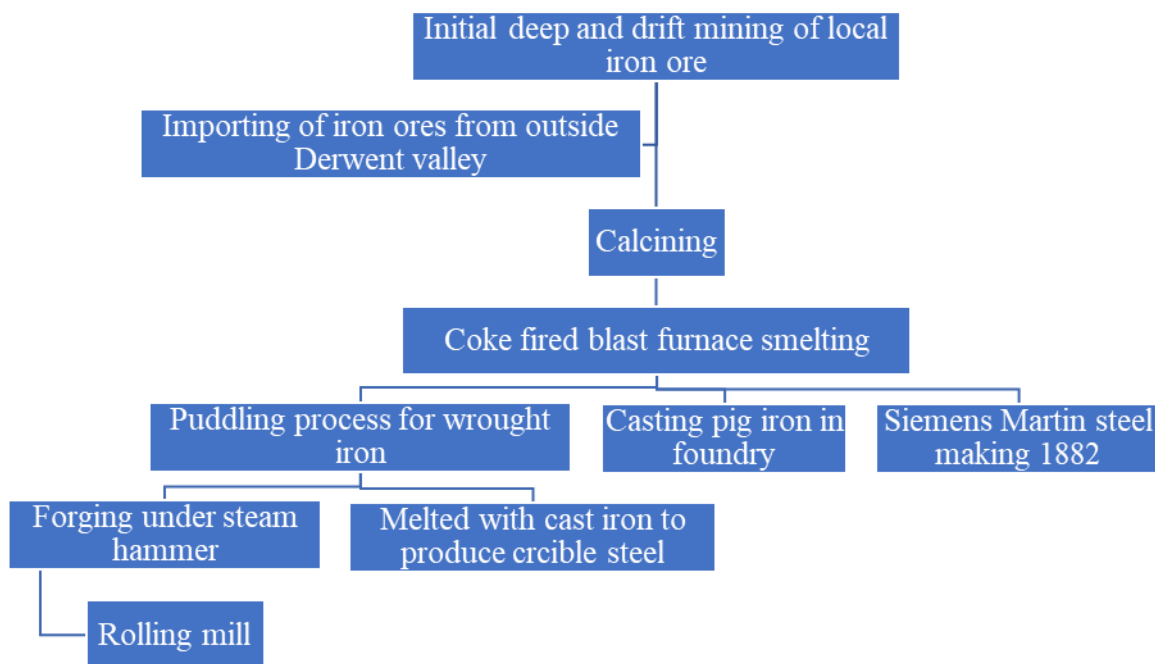 Initial deep and drift mining of local
iron ore
Importing of iron ores from outside
Derwent valley
Calcining
Coke fired blast furnace smelting
Puddling process for wrought
iron
Casting pig iron in
foundry
Siemens Martin steel
making 1882
Forging under steam
hammer
Melted with cast iron to
produce crcible steel
Rolling mill